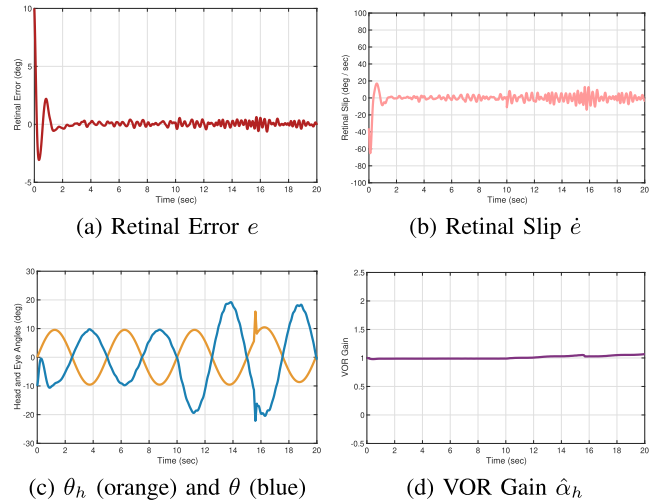 10
5
0
-5
0 2 4 6 8 10 12 14 16 18 20
Retinal Error (deg)
Time (sec)
(a) Retinal Error e
100
80
60
40
20
0
-20
-40
-60
-80
-100
0 2 4 6 8 10 12 14 16 18 20
Retinal Slip (deg / sec)
Time (sec)
(b) Retinal Slip ė
30
20
10
0
-10
-20
-30
0 2 4 6 8 10 12 14 16 18 20
Head and Eye Angles (deg)
Time (sec)
(c) θ_h (orange) and θ (blue)
2.5
2
1.5
1
0.5
0
-0.5
0 2 4 6 8 10 12 14 16 18 20
VOR Gain
Time (sec)
(d) VOR Gain α̂_h